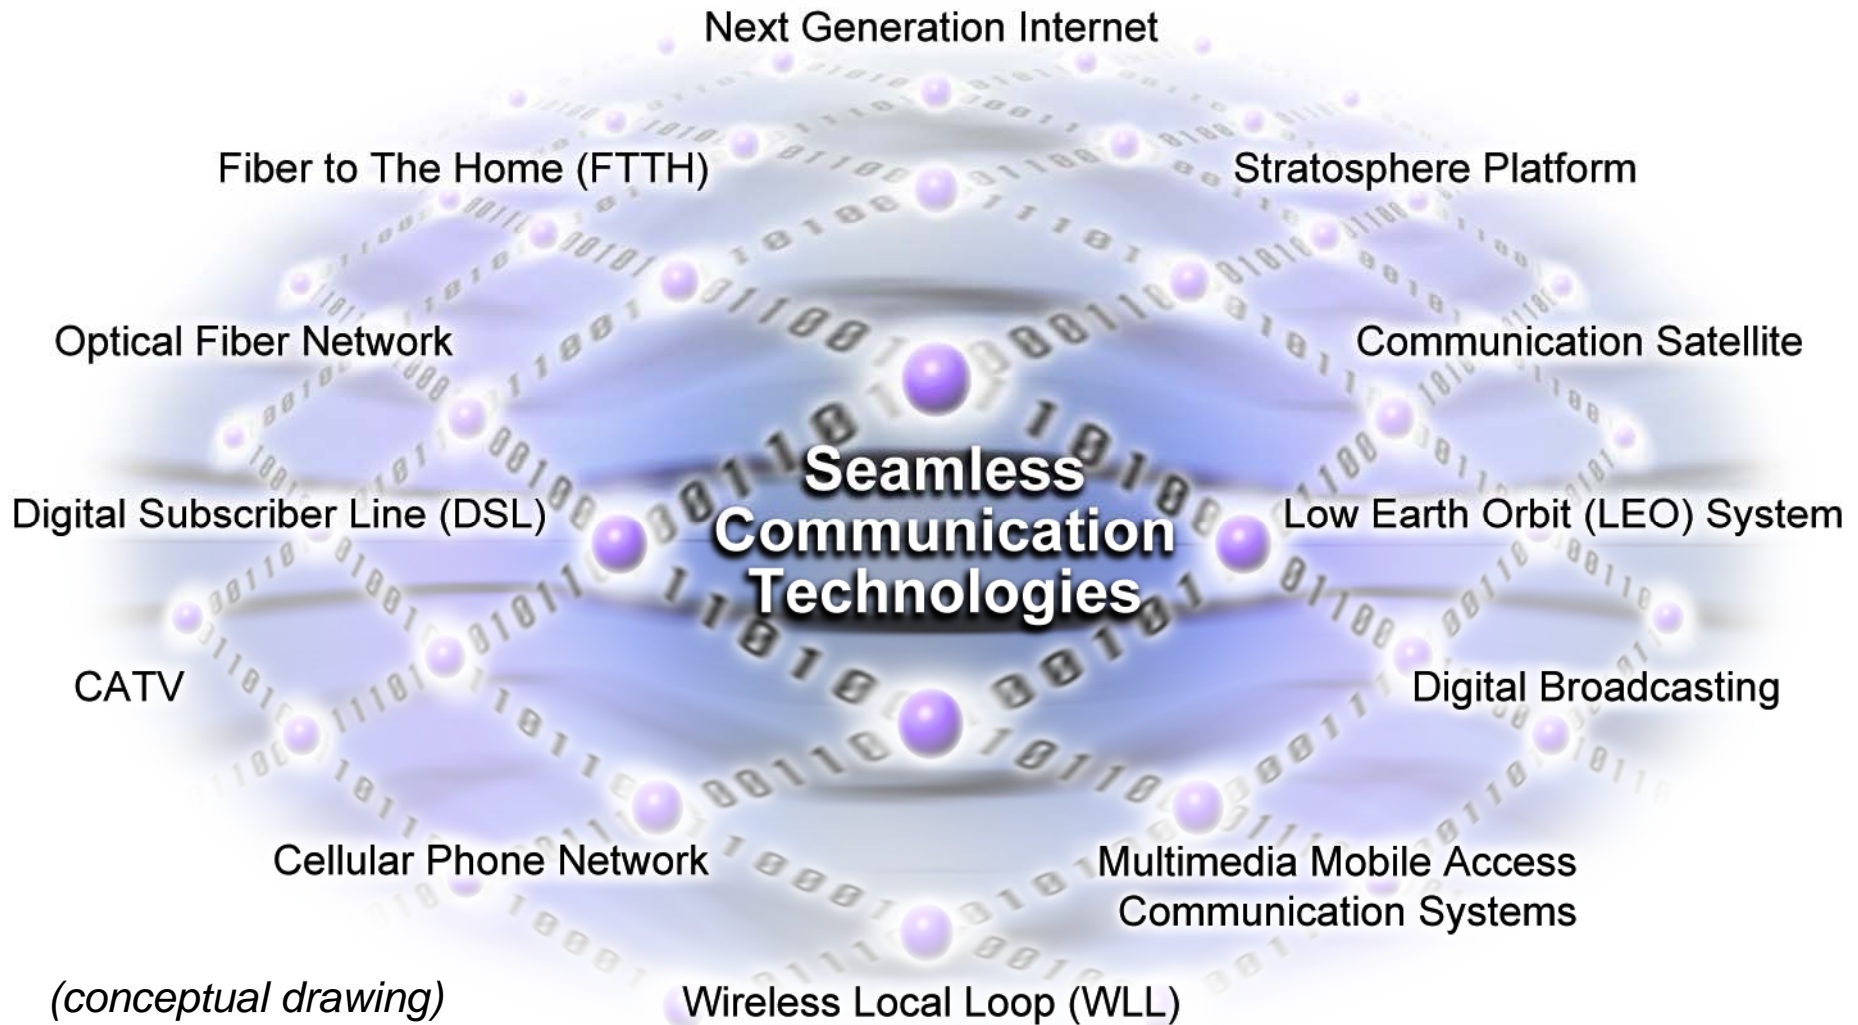 Next Generation Internet
Fiber to The Home (FTTH)
Stratosphere Platform
Optical Fiber Network
Communication Satellite
Seamless
Communication
Technologies
Digital Subscriber Line (DSL)
Low Earth Orbit (LEO) System
CATV
Digital Broadcasting
Cellular Phone Network
Multimedia Mobile Access
Communication Systems
(conceptual drawing)
Wireless Local Loop (WLL)